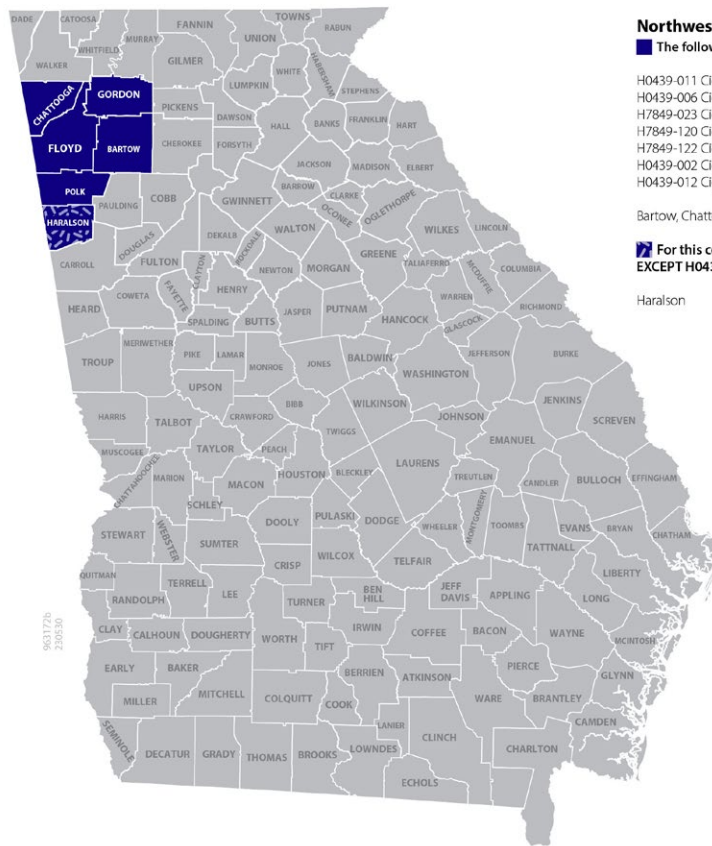 Northwes
The follow
H0439-011 Ci
H0439-006 Ci
H7849-023 Ci
H7849-120 Ci
H7849-122 Ci
H0439-002 Ci
H0439-012 Ci
Bartow, Chatt
For this co
EXCEPT H043
Haralson
DADE CATOOSA FANNIN TOWNS RABUN
WHITFIELD MURRAY UNION
WALKER GILMER WHITE HABERSHAM
LUMPKIN STEPHENS
CHATTOOGA GORDON PICKENS DAWSON BANKS FRANKLIN HART
FLOYD BARTOW CHEROKEE FORSYTH HALL
JACKSON MADISON ELBERT
POLK PAULDING COBB GWINNETT BARROW CLARKE OCONEE OGLETHORPE
HARALSON DOUGLAS DEKALB ROCKDALE WALTON WILKES LINCOLN
CARROLL FULTON CLAYTON NEWTON MORGAN GREENE TALIAFERRO MCDUFFIE COLUMBIA
HEARD COWETA FAYETTE HENRY WARREN RICHMOND
SPALDING BUTTS JASPER PUTNAM HANCOCK GLASCOCK
TROUP MERIWETHER PIKE LAMAR MONROE JONES BALDWIN JEFFERSON BURKE
UPSON WASHINGTON
HARRIS TALBOT CRAWFORD BIBB WILKINSON JOHNSON JENKINS SCREVEN
TWIGGS EMANUEL
MUSCOGEE TAYLOR PEACH
CHATTAHOOCHEE MARION MACON HOUSTON BLECKLEY LAURENS TREUTLEN CANDLER BULLOCH EFFINGHAM
SCHLEY
STEWART WEBSTER SUMTER DOOLY PULASKI DODGE WHEELER MONTGOMERY TOOMBS EVANS BRYAN CHATHAM
CRISP WILCOX TELFAIR TATTNALL
QUITMAN TERRELL LEE LIBERTY
RANDOLPH TURNER BEN HILL JEFF DAVIS APPLING LONG
CLAY CALHOUN DOUGHERTY WORTH TIFT IRWIN COFFEE BACON WAYNE MCINTOSH
EARLY BAKER BERRIEN ATKINSON PIERCE GLYNN
MILLER MITCHELL COLQUITT COOK WARE BRANTLEY
SEMINOLE LANIER CAMDEN
DECATUR GRADY THOMAS BROOKS LOWNDES CLINCH CHARLTON
ECHOLS
963172b
230530